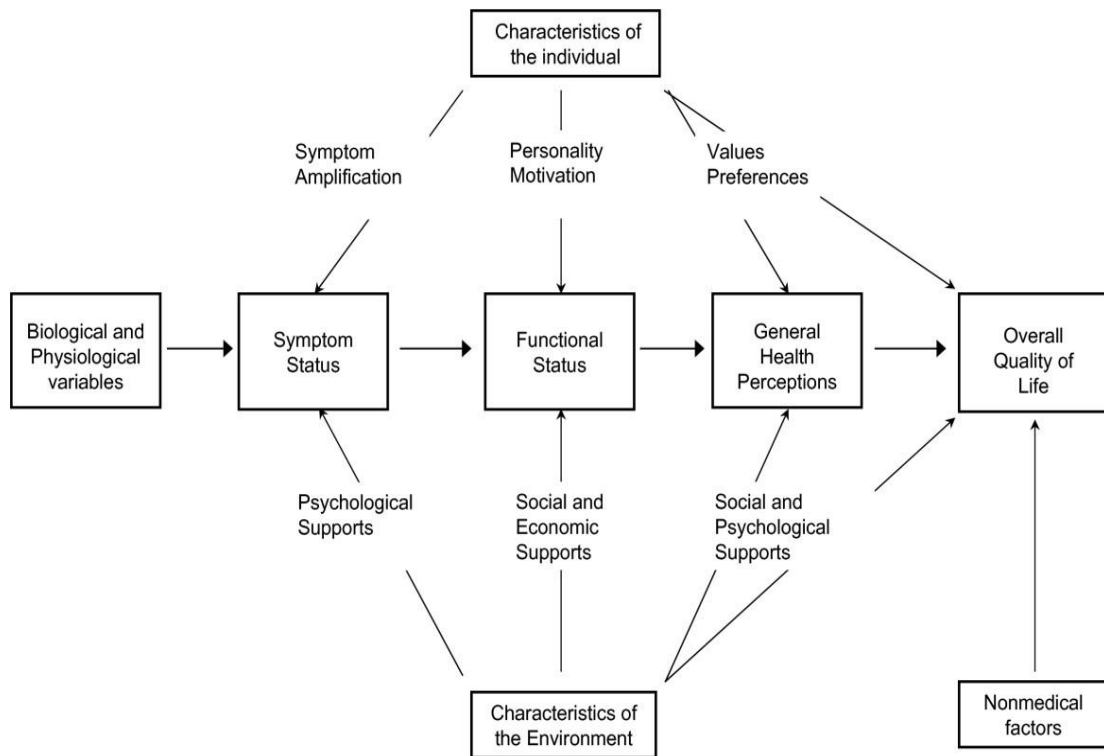 Characteristics of
the individual
Symptom
Amplification
Personality
Motivation
Values
Preferences
Biological and
Physiological
variables
Symptom
Status
Functional
Status
General
Health
Perceptions
Overall
Quality of
Life
Psychological
Supports
Social and
Economic
Supports
Social and
Psychological
Supports
Characteristics of
the Environment
Nonmedical
factors